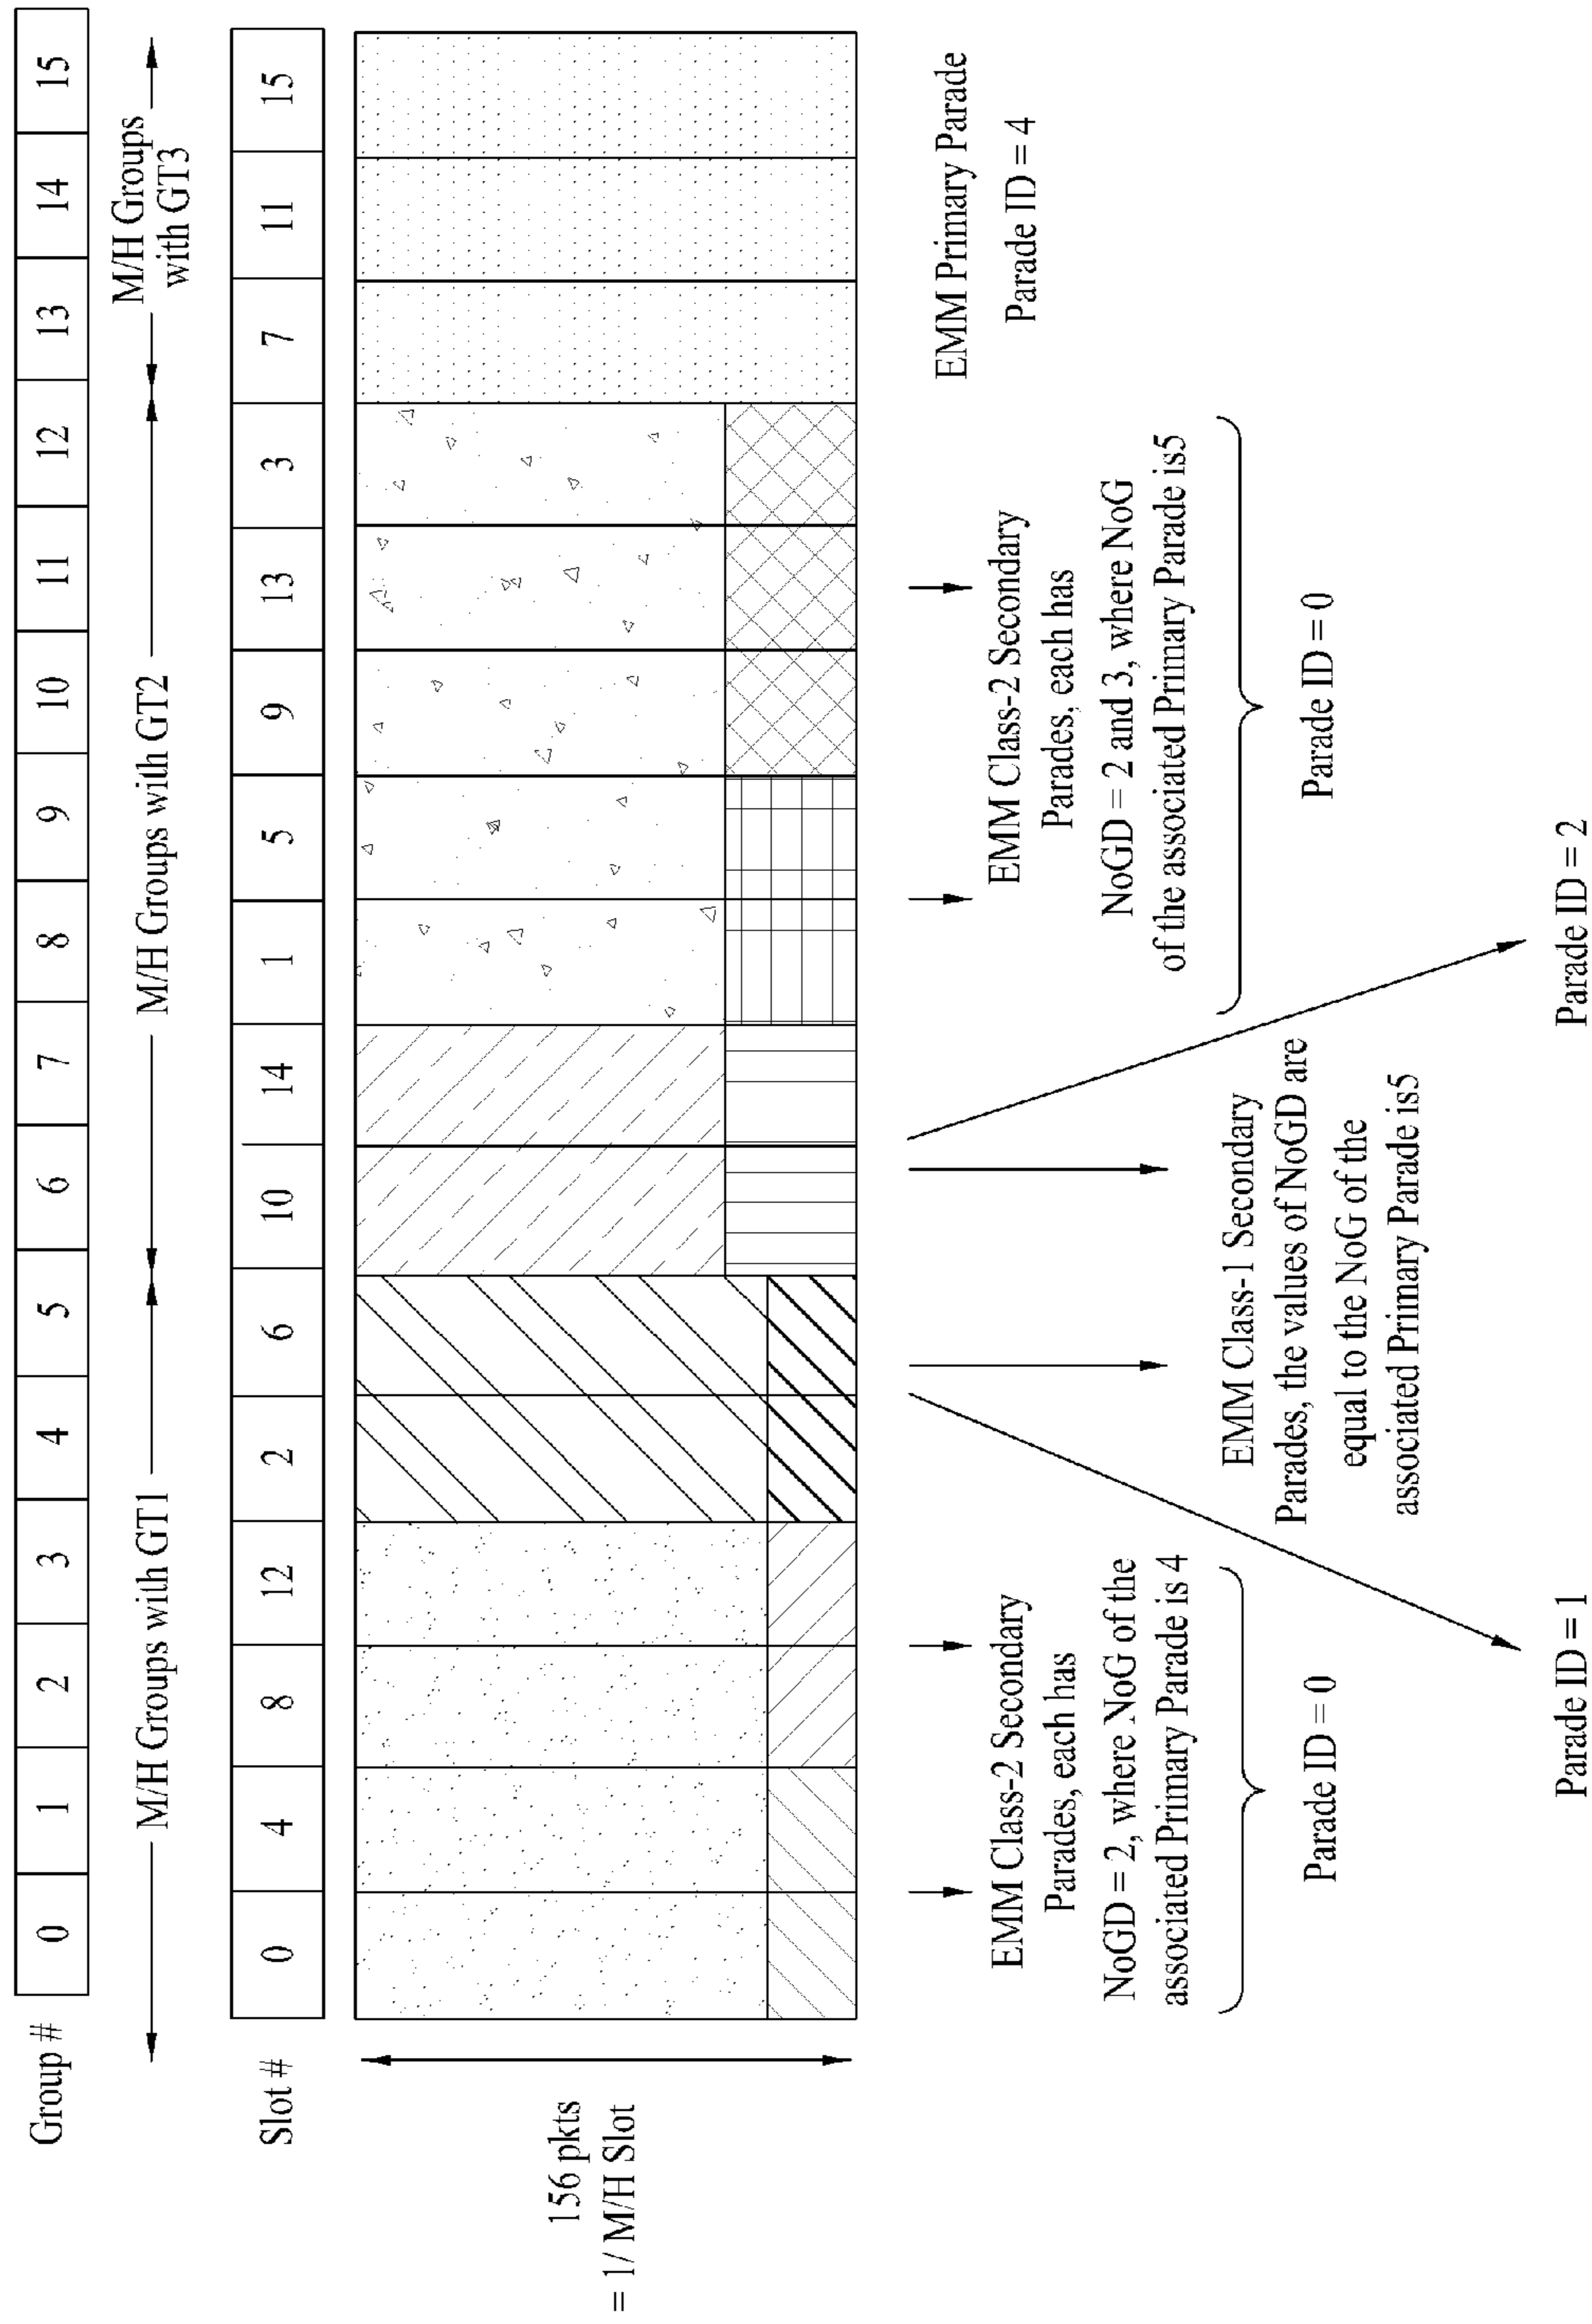 Group # 0 1 2 3 4 5 6 7 8 9 10 11 12 13 14 15
M/H Groups with GT1
M/H Groups with GT2
M/H Groups
with GT3
Slot # 0 4 8 12 2 6 10 14 1 5 9 13 3 7 11 15
156 pkts
= 1/ M/H Slot
EMM Class-2 Secondary
Parades, each has
NoGD = 2, where NoG of the
associated Primary Parade is 4
Parade ID = 0
Parade ID = 1
EMM Class-1 Secondary
Parades, the values of NoGD are
equal to the NoG of the
associated Primary Parade is5
Parade ID = 2
EMM Class-2 Secondary
Parades, each has
NoGD = 2 and 3, where NoG
of the associated Primary Parade is5
Parade ID = 0
EMM Primary Parade
Parade ID = 4